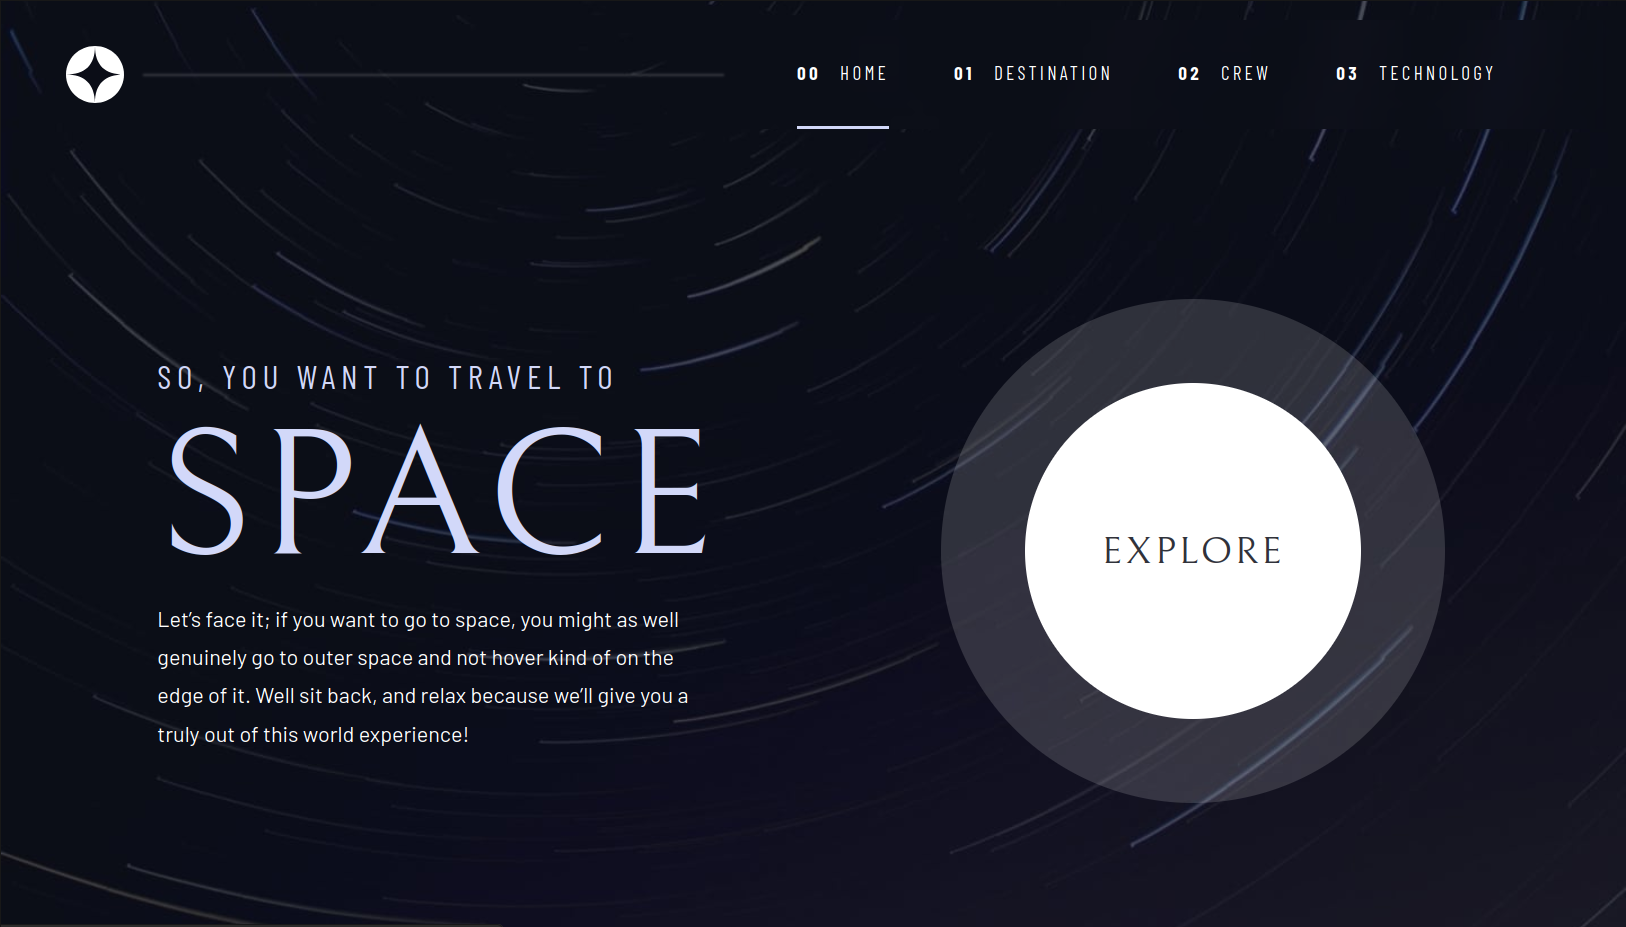 00 HOME 01 DESTINATION 02 CREW 03 TECHNOLOGY
SO, YOU WANT TO TRAVEL TO
SPACE
Let’s face it; if you want to go to space, you might as well
genuinely go to outer space and not hover kind of on the
edge of it. Well sit back, and relax because we’ll give you a
truly out of this world experience!
EXPLORE